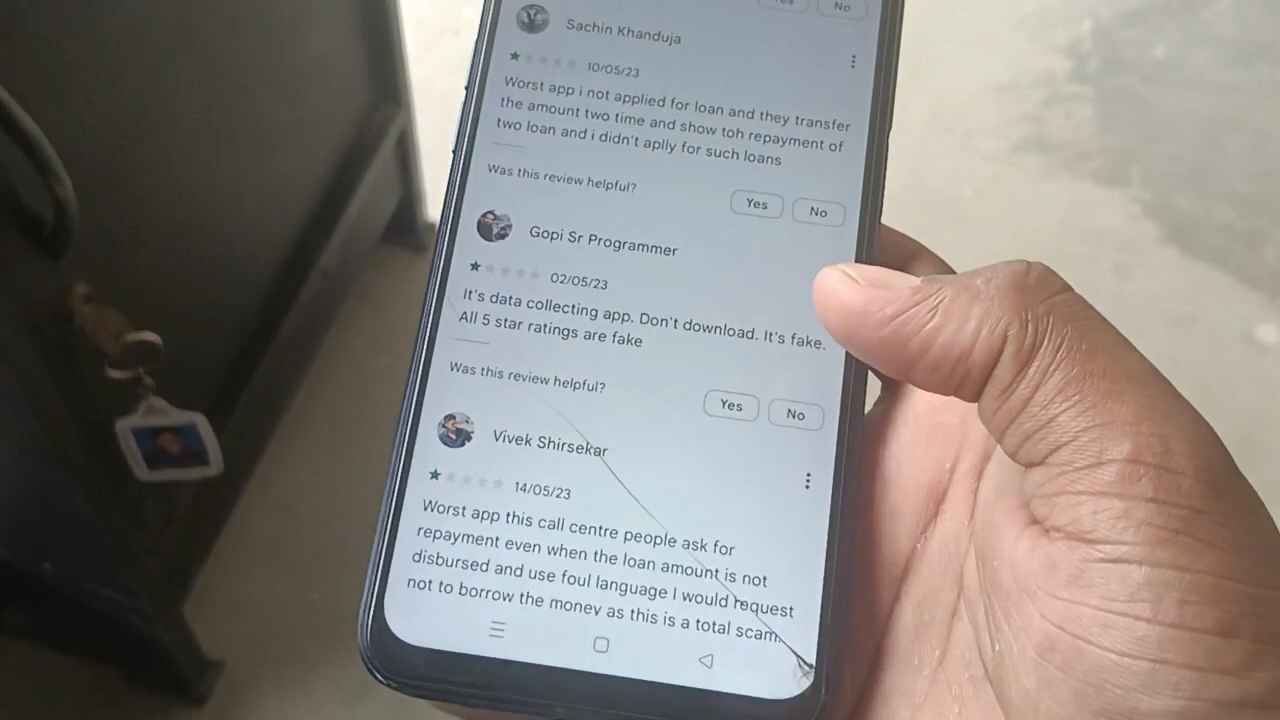 Yes No
Sachin Khanduja
10/05/23
Worst app i not applied for loan and they transfer
the amount two time and show toh repayment of
two loan and i didn't aplly for such loans
Was this review helpful?
Yes No
Gopi Sr Programmer
02/05/23
It's data collecting app. Don't download. It's fake.
All 5 star ratings are fake
Was this review helpful?
Yes No
Vivek Shirsekar
14/05/23
Worst app this call centre people ask for
repayment even when the loan amount is not
disbursed and use foul language I would request
not to borrow the money as this is a total scam.